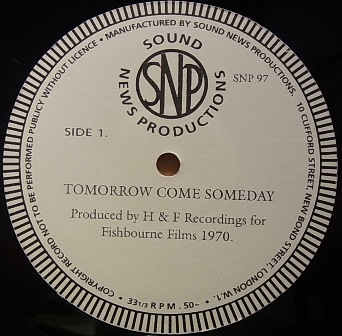 MANUFACTURED BY SOUND NEWS PRODUCTIONS. 10 CLIFFORD STREET, NEW BOND STREET, LONDON W.1.
COPYRIGHT RECORD NOT TO BE PERFORMED PUBLICLY WITHOUT LICENCE •
SOUND
SNP
NEWS PRODUCTIONS
SNP 97
SIDE 1.
TOMORROW COME SOMEDAY
Produced by H & F Recordings for
Fishbourne Films 1970.
• 33 1/3 R P M . 50~ •